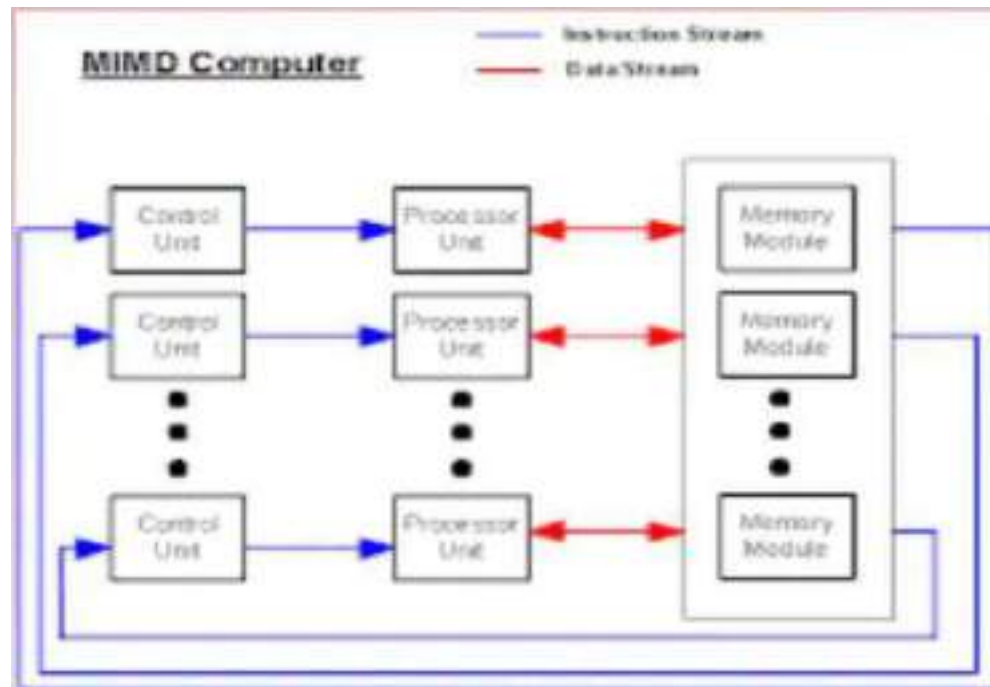 MIMD Computer
Instruction Stream
Data Stream
Control
Unit
Processor
Unit
Memory
Module
Control
Unit
Processor
Unit
Memory
Module
Control
Unit
Processor
Unit
Memory
Module